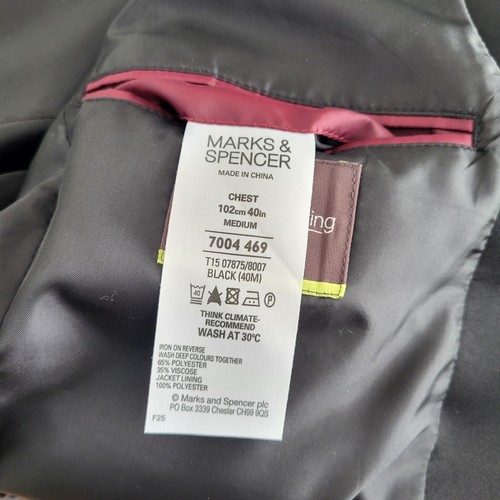 MARKS &
SPENCER
MADE IN CHINA
CHEST
102cm 40in
MEDIUM
7004 469
T15 07875/8007
BLACK (40M)
40
P
THINK CLIMATE-
RECOMMEND
WASH AT 30ºC
IRON ON REVERSE
WASH DEEP COLOURS TOGETHER
65% POLYESTER
35% VISCOSE
JACKET LINING
100% POLYESTER
© Marks and Spencer plc
PO Box 3339 Chester CH99 9QS